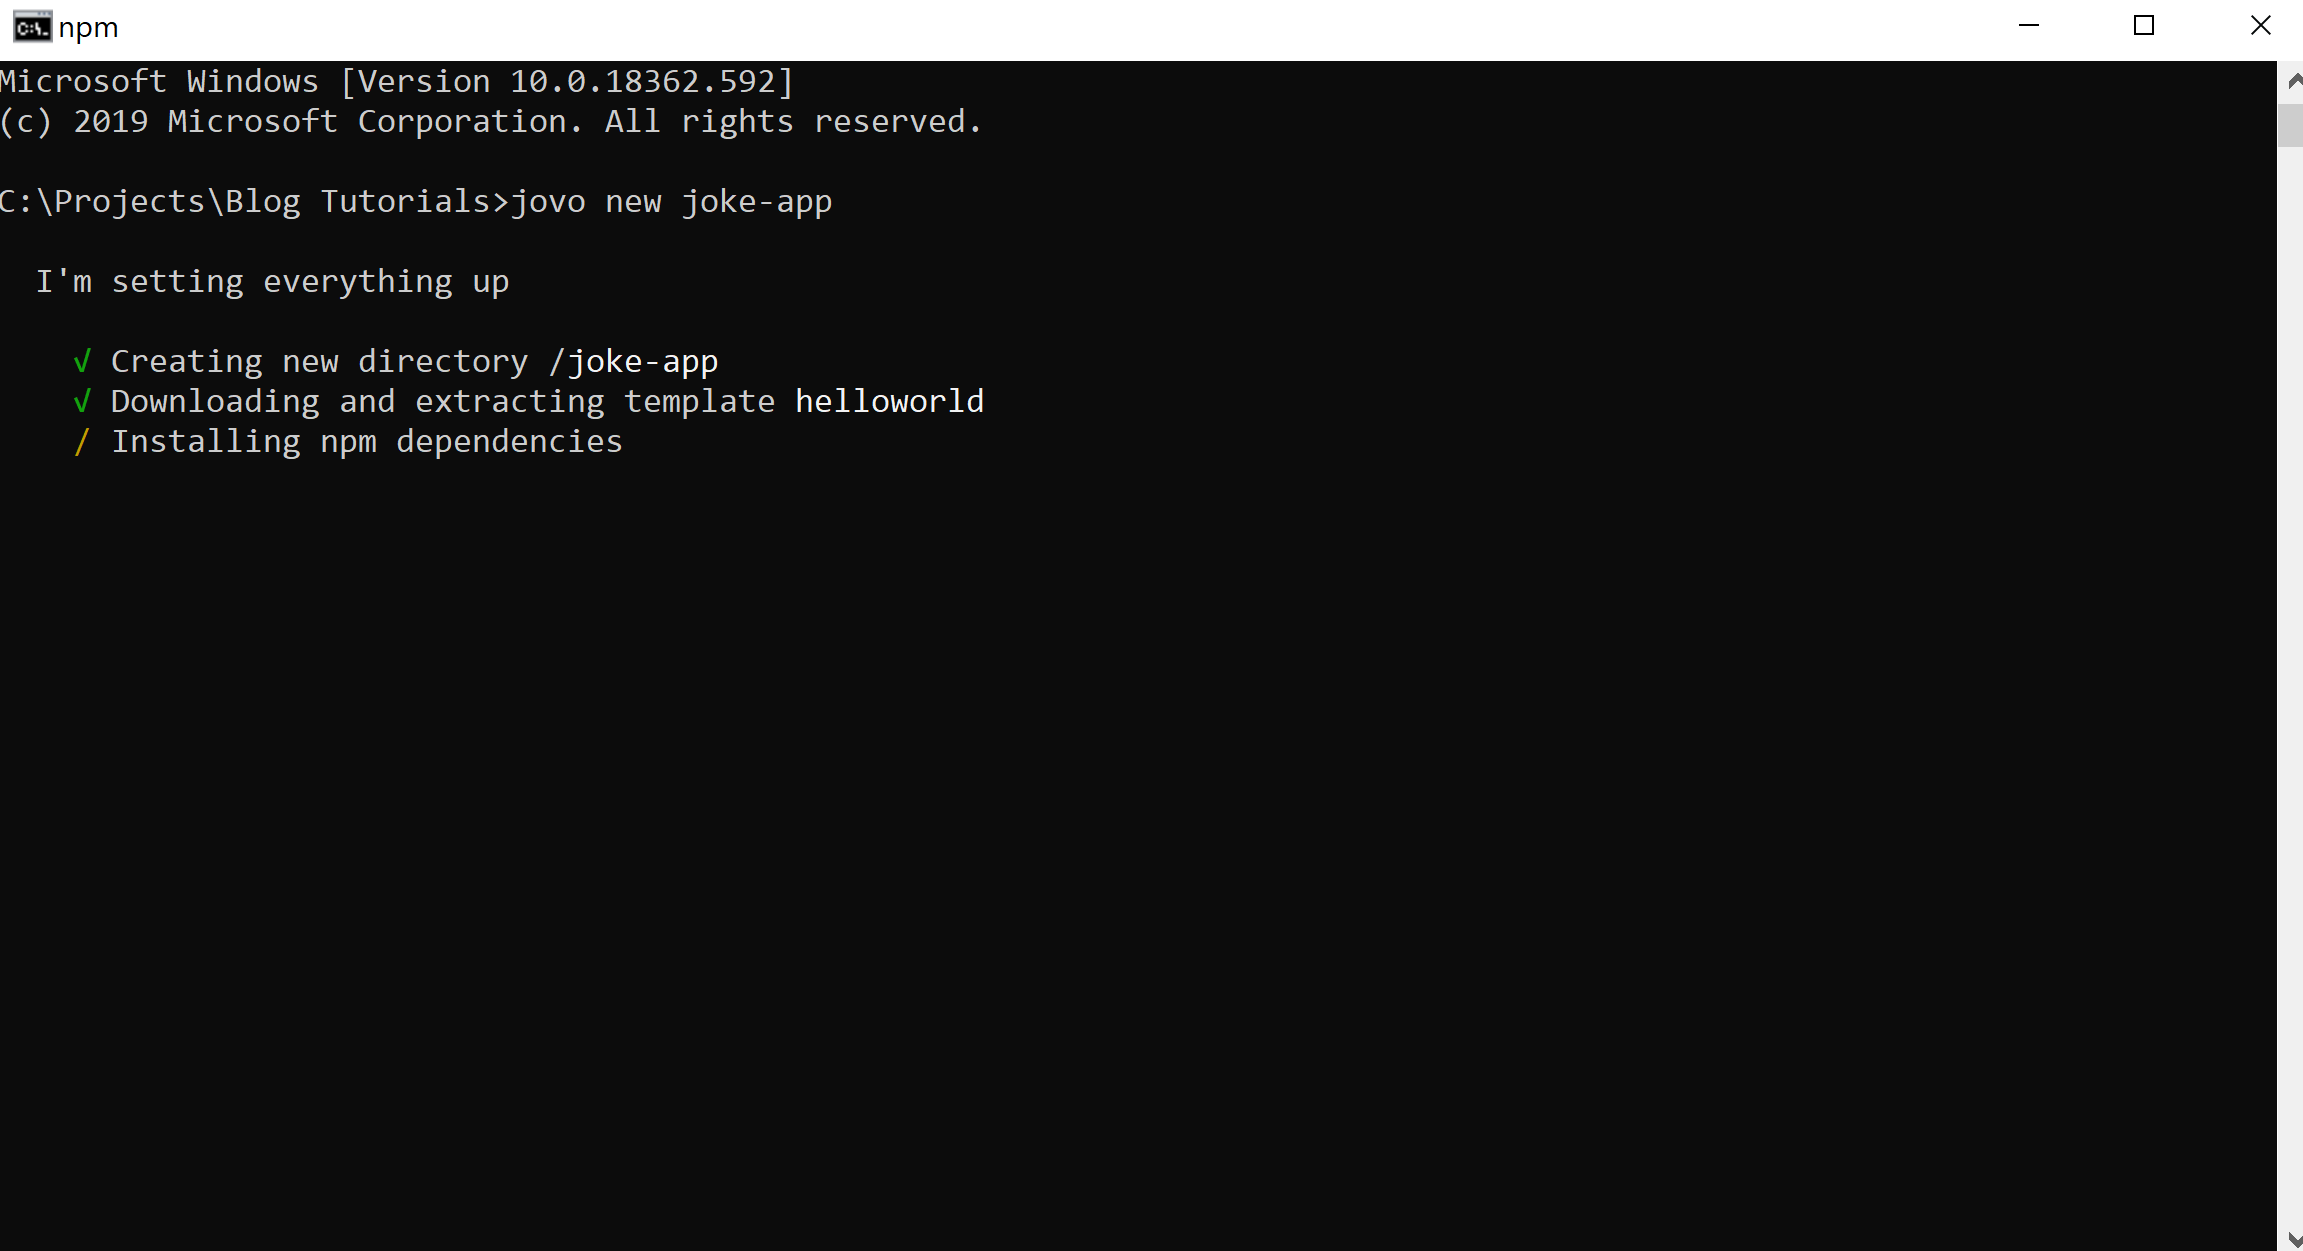 npm
Microsoft Windows [Version 10.0.18362.592]
(c) 2019 Microsoft Corporation. All rights reserved.
C:\Projects\Blog Tutorials>jovo new joke-app
I'm setting everything up
√ Creating new directory /joke-app
√ Downloading and extracting template helloworld
/ Installing npm dependencies